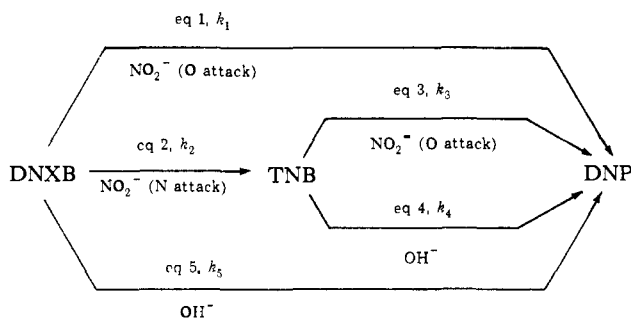 eq 1, k₁
NO₂⁻ (O attack)
eq 3, k₃
eq 2, k₂
NO₂⁻ (O attack)
DNXB
NO₂⁻ (N attack)
TNB
DNP
eq 4, k₄
eq 5, k₅
OH⁻
OH⁻